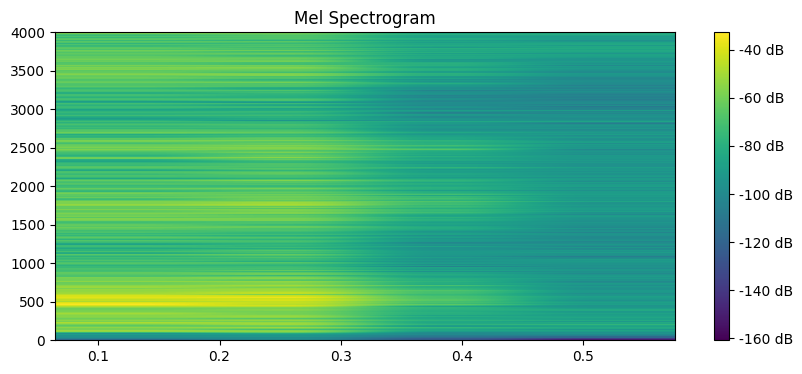 Mel Spectrogram
4000
3500
3000
2500
2000
1500
1000
500
0
0.1 0.2 0.3 0.4 0.5
-40 dB
-60 dB
-80 dB
-100 dB
-120 dB
-140 dB
-160 dB